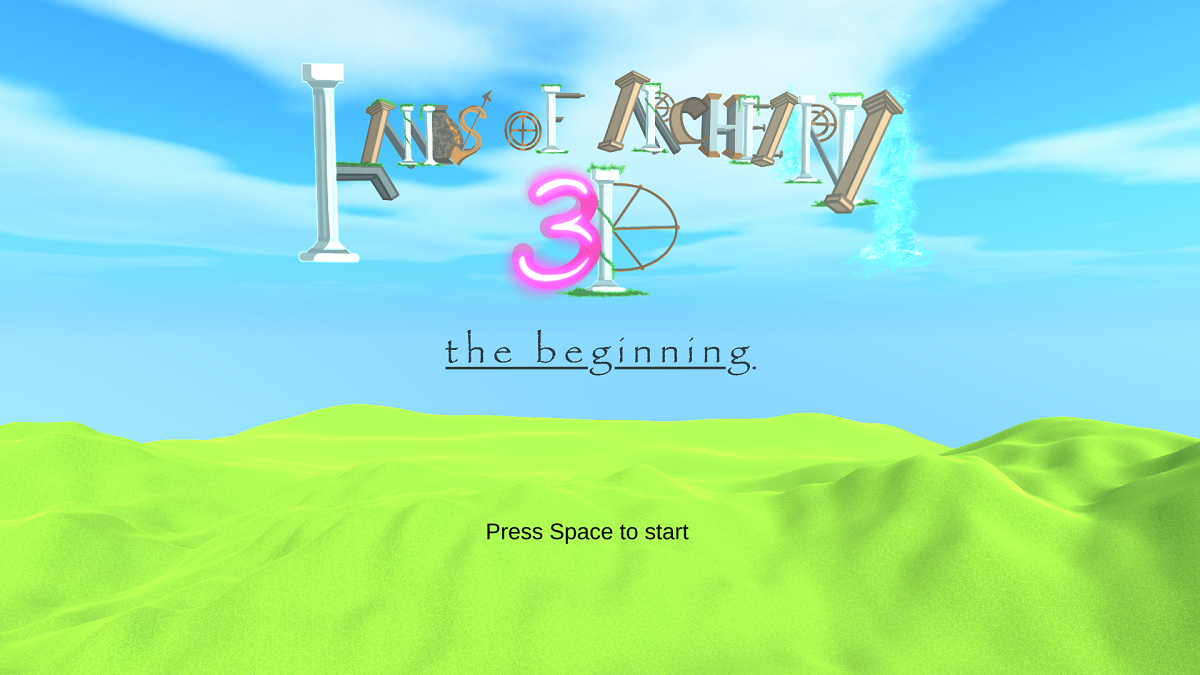 LANDS OF ARCHERY
3D
the beginning.
Press Space to start